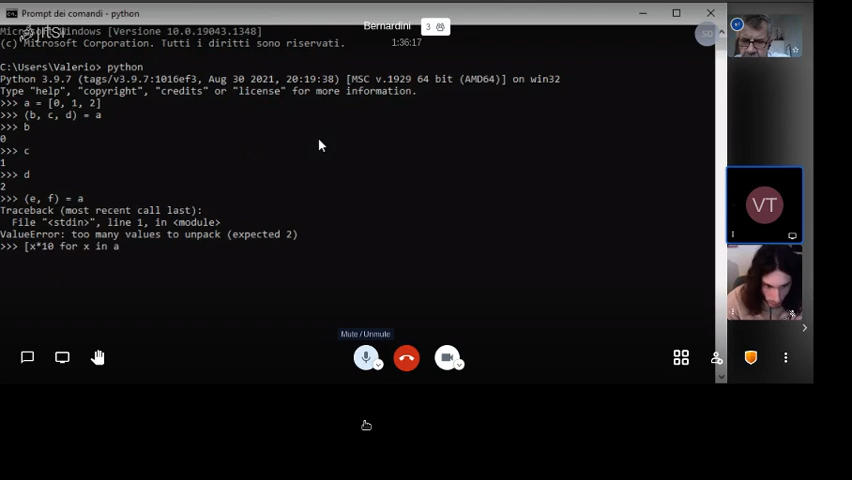 Prompt dei comandi - python
Bernardini
3
1:36:17
Microsoft Windows [Versione 10.0.19043.1348]
(c) Microsoft Corporation. Tutti i diritti sono riservati.
C:\Users\Valerio> python
Python 3.9.7 (tags/v3.9.7:1016ef3, Aug 30 2021, 20:19:38) [MSC v.1929 64 bit (AMD64)] on win32
Type "help", "copyright", "credits" or "license" for more information.
>>> a = [0, 1, 2]
>>> (b, c, d) = a
>>> b
0
>>> c
1
>>> d
2
>>> (e, f) = a
Traceback (most recent call last):
  File "<stdin>", line 1, in <module>
ValueError: too many values to unpack (expected 2)
>>> [x*10 for x in a
VT
Mute / Unmute